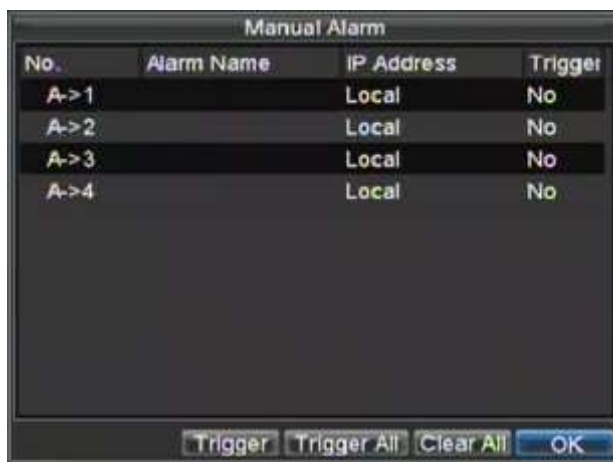 Manual Alarm
No. Alarm Name IP Address Trigger
A->1 Local No
A->2 Local No
A->3 Local No
A->4 Local No
Trigger Trigger All Clear All OK